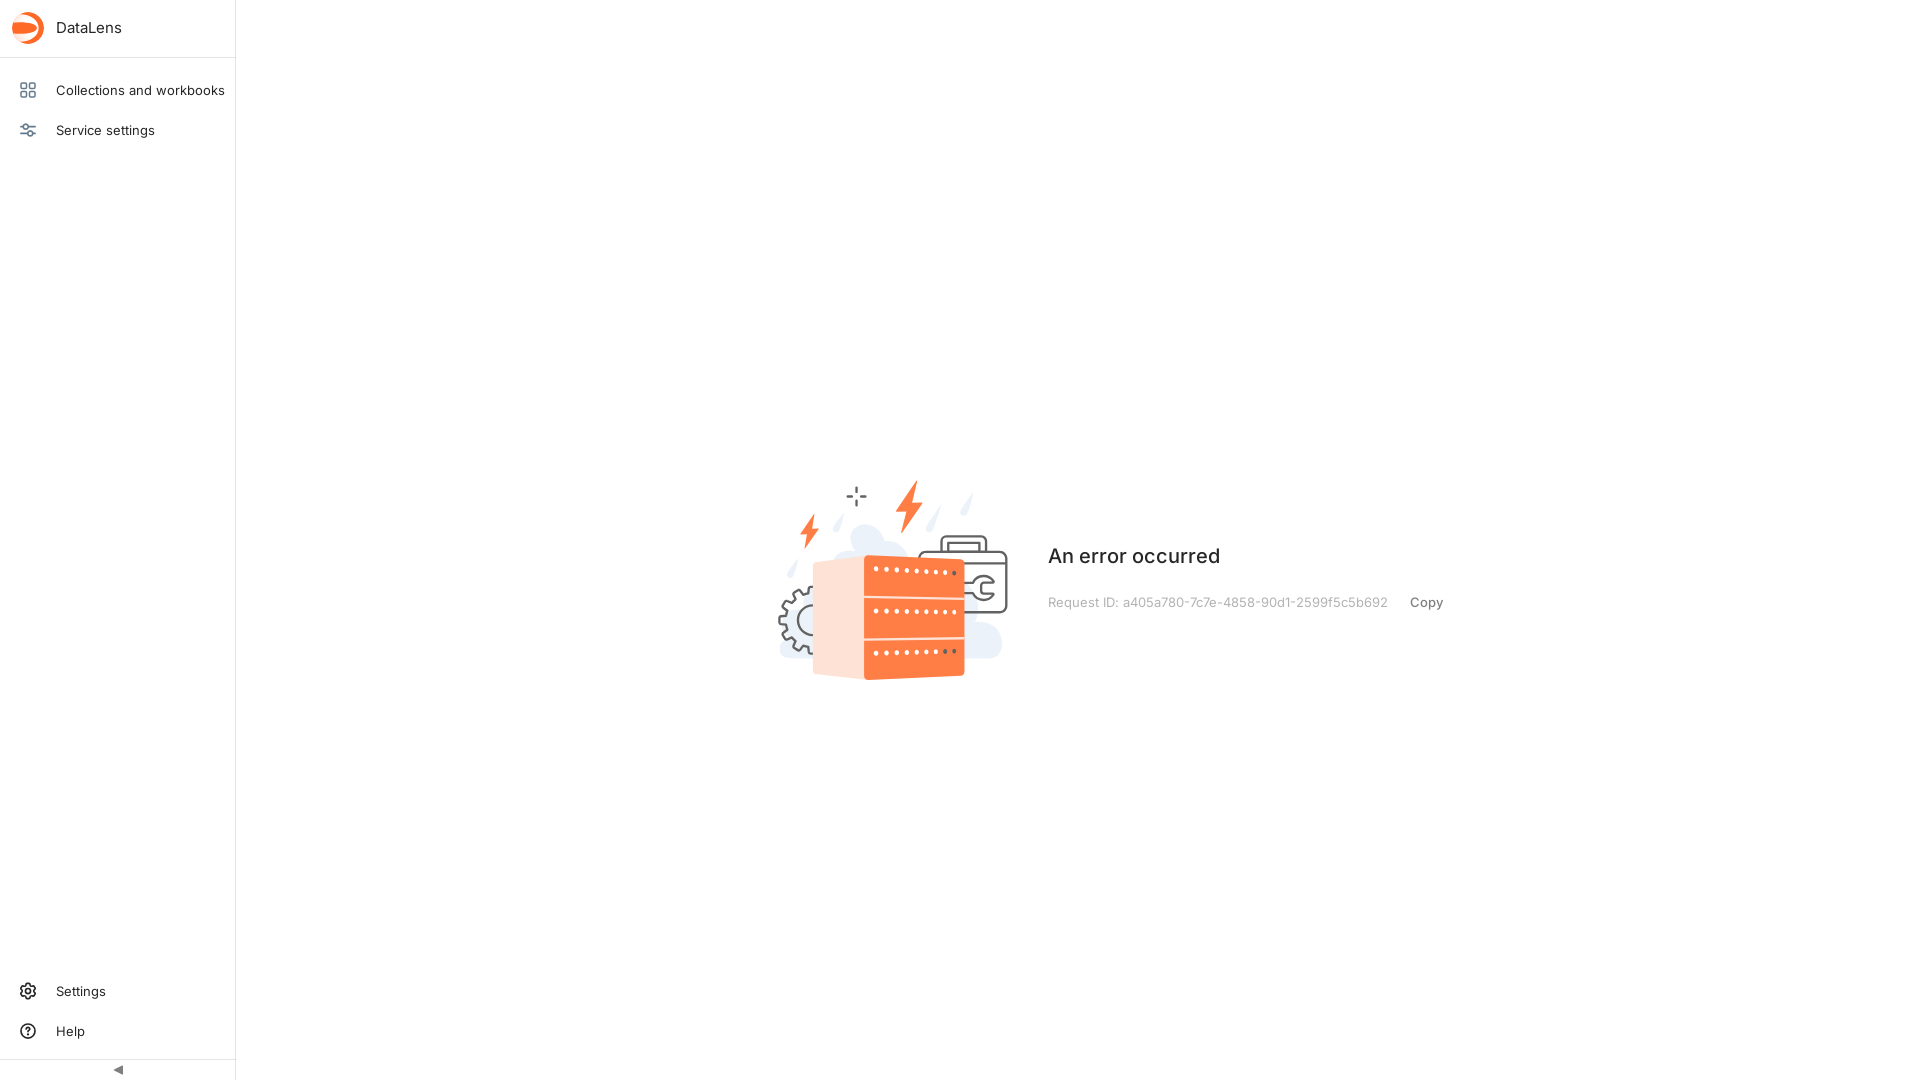 DataLens
Collections and workbooks
Service settings
An error occurred
Request ID: a405a780-7c7e-4858-90d1-2599f5c5b692 Copy
Settings
Help